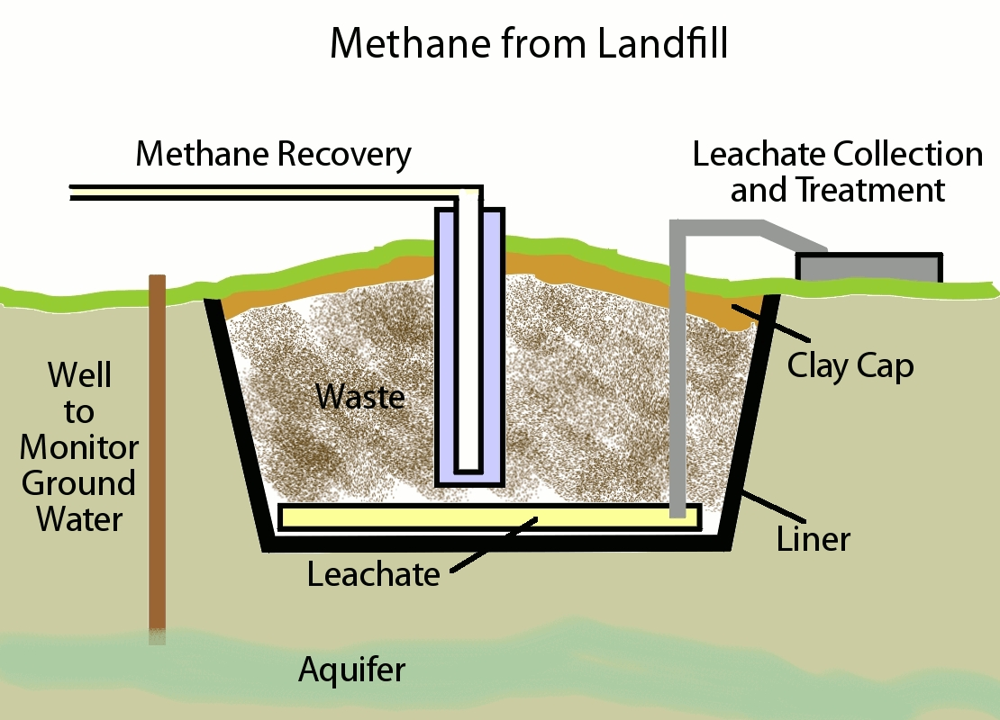 Methane from Landfill
Methane Recovery
Leachate Collection
and Treatment
Well
to
Monitor
Ground
Water
Waste
Clay Cap
Liner
Leachate
Aquifer